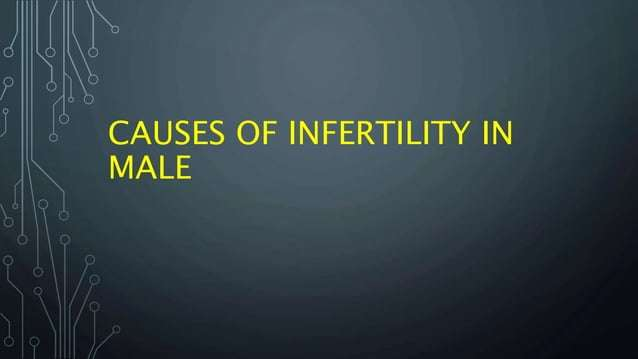 CAUSES OF INFERTILITY IN
MALE